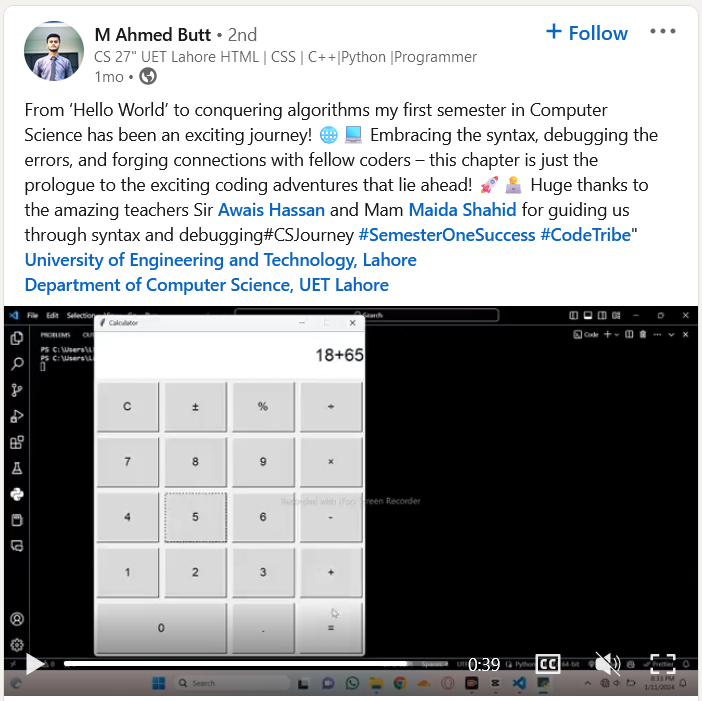 M Ahmed Butt • 2nd
+ Follow
CS 27" UET Lahore HTML | CSS | C++|Python |Programmer
1mo •
From ‘Hello World’ to conquering algorithms my first semester in Computer
Science has been an exciting journey! 🌐 💻 Embracing the syntax, debugging the
errors, and forging connections with fellow coders – this chapter is just the
prologue to the exciting coding adventures that lie ahead! 🚀 🧑‍💻 Huge thanks to
the amazing teachers Sir Awais Hassan and Mam Maida Shahid for guiding us
through syntax and debugging#CSJourney #SemesterOneSuccess #CodeTribe"
University of Engineering and Technology, Lahore
Department of Computer Science, UET Lahore
File Edit Selection
Search
Calculator
PROBLEMS
Code
PS C:\Users\
PS C:\Users\
18+65
C ± % ÷
7 8 9 ×
Recorded with iTop Screen Recorder
4 5 6 -
1 2 3 +
0 . =
0:39
CC
Search
8:33 PM
1/11/2024